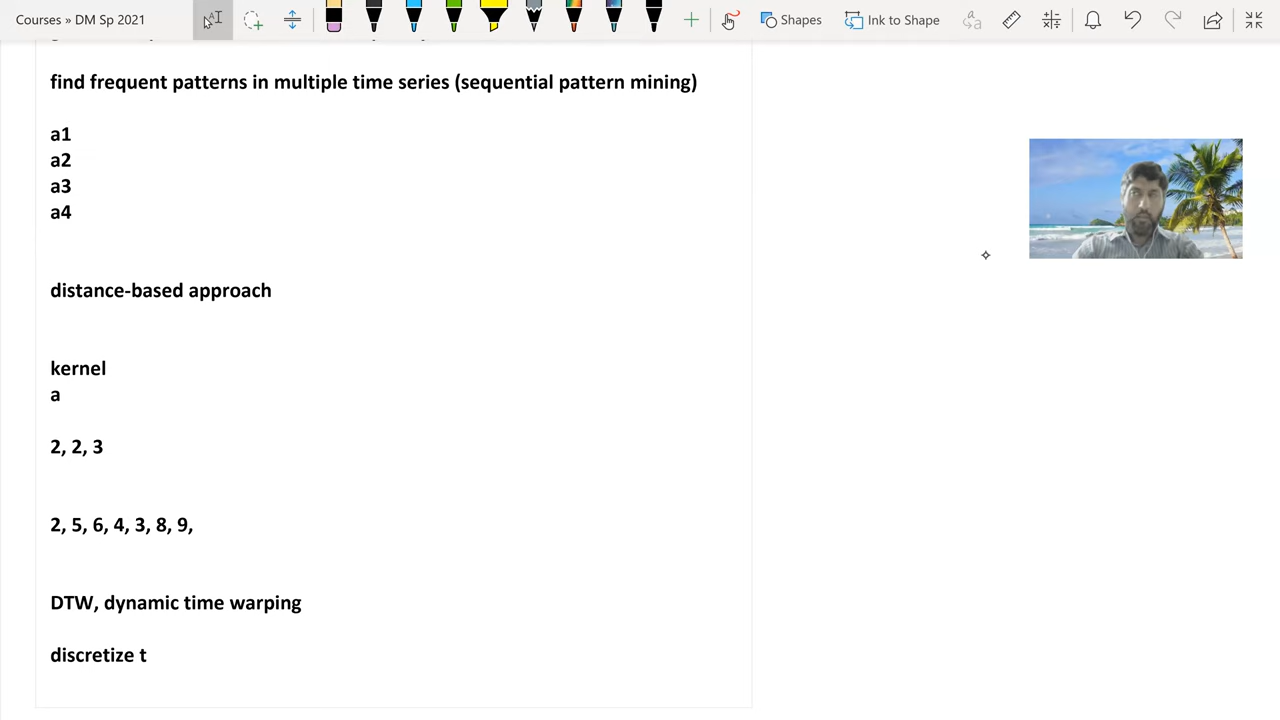 Courses » DM Sp 2021
Shapes
Ink to Shape
find frequent patterns in multiple time series (sequential pattern mining)
a1
a2
a3
a4
distance-based approach
kernel
a
2, 2, 3
2, 5, 6, 4, 3, 8, 9,
DTW, dynamic time warping
discretize t